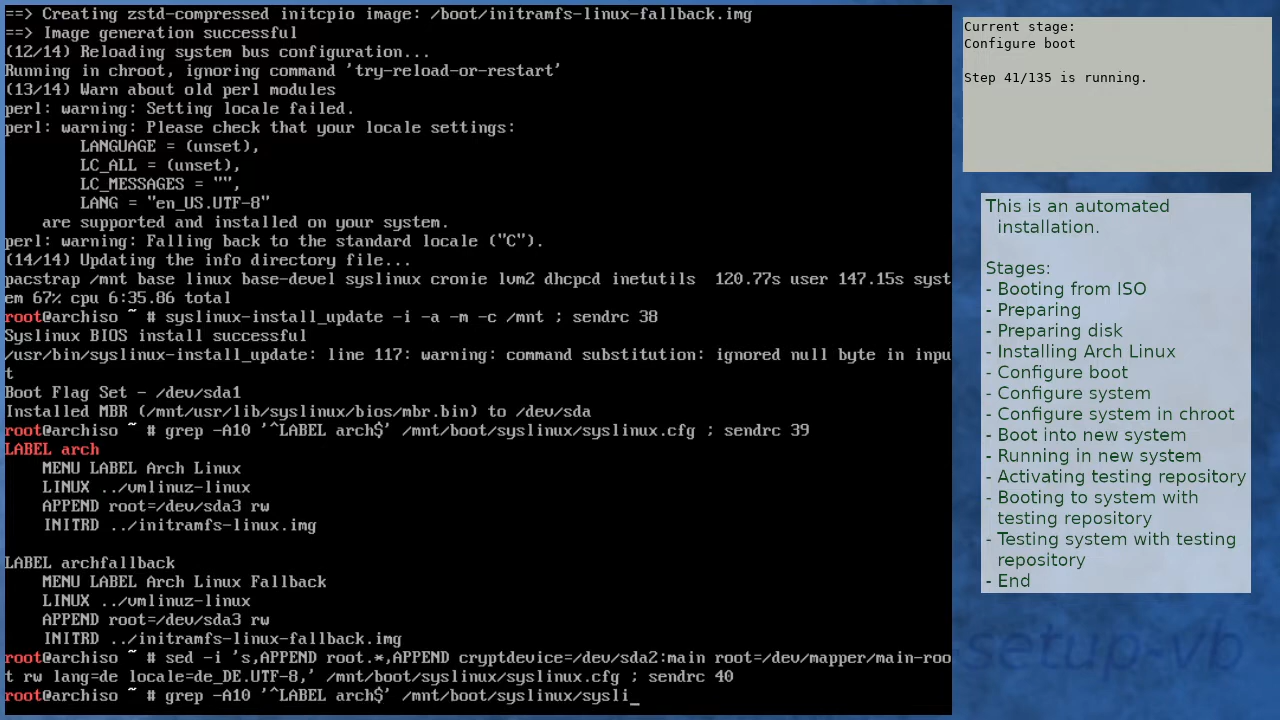 ==> Creating zstd-compressed initcpio image: /boot/initramfs-linux-fallback.img
==> Image generation successful
(12/14) Reloading system bus configuration...
Running in chroot, ignoring command 'try-reload-or-restart'
(13/14) Warn about old perl modules
perl: warning: Setting locale failed.
perl: warning: Please check that your locale settings:
        LANGUAGE = (unset),
        LC_ALL = (unset),
        LC_MESSAGES = "",
        LANG = "en_US.UTF-8"
    are supported and installed on your system.
perl: warning: Falling back to the standard locale ("C").
(14/14) Updating the info directory file...
pacstrap /mnt base linux base-devel syslinux cronie lvm2 dhcpcd inetutils  120.77s user 147.15s syst
em 67% cpu 6:35.86 total
root@archiso ~ # syslinux-install_update -i -a -m -c /mnt ; sendrc 38
Syslinux BIOS install successful
/usr/bin/syslinux-install_update: line 117: warning: command substitution: ignored null byte in inpu
t
Boot Flag Set - /dev/sda1
Installed MBR (/mnt/usr/lib/syslinux/bios/mbr.bin) to /dev/sda
root@archiso ~ # grep -A10 '^LABEL arch$' /mnt/boot/syslinux/syslinux.cfg ; sendrc 39
LABEL arch
    MENU LABEL Arch Linux
    LINUX ../vmlinuz-linux
    APPEND root=/dev/sda3 rw
    INITRD ../initramfs-linux.img

LABEL archfallback
    MENU LABEL Arch Linux Fallback
    LINUX ../vmlinuz-linux
    APPEND root=/dev/sda3 rw
    INITRD ../initramfs-linux-fallback.img
root@archiso ~ # sed -i 's,APPEND root.*,APPEND cryptdevice=/dev/sda2:main root=/dev/mapper/main-roo
t rw lang=de locale=de_DE.UTF-8,' /mnt/boot/syslinux/syslinux.cfg ; sendrc 40
root@archiso ~ # grep -A10 '^LABEL arch$' /mnt/boot/syslinux/sysli_
Current stage:
Configure boot
Step 41/135 is running.
This is an automated
installation.
Stages:
- Booting from ISO
- Preparing
- Preparing disk
- Installing Arch Linux
- Configure boot
- Configure system
- Configure system in chroot
- Boot into new system
- Running in new system
- Activating testing repository
- Booting to system with
testing repository
- Testing system with testing
repository
- End
setup-vb